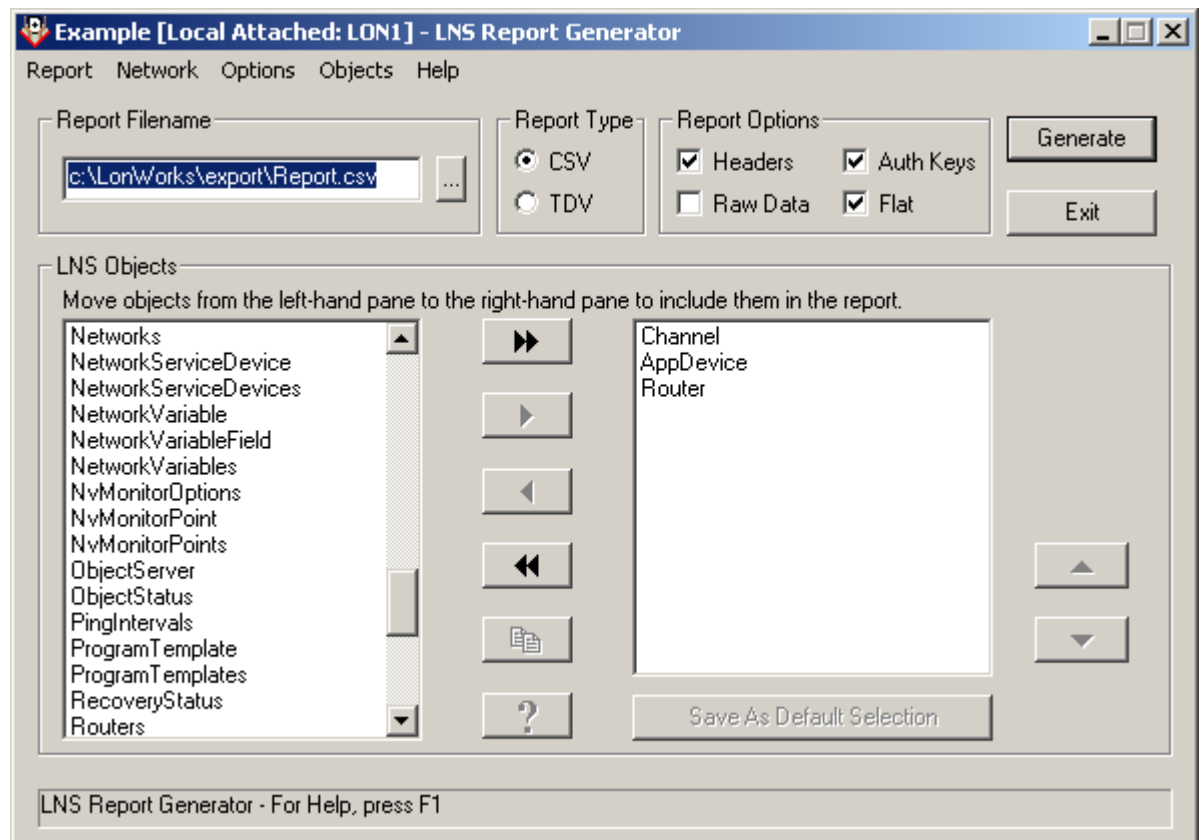 Example [Local Attached: LON1] - LNS Report Generator
Report Network Options Objects Help
Report Filename
c:\LonWorks\export\Report.csv
...
Report Type
CSV
TDV
Report Options
Headers
Auth Keys
Raw Data
Flat
Generate
Exit
LNS Objects
Move objects from the left-hand pane to the right-hand pane to include them in the report.
Networks
NetworkServiceDevice
NetworkServiceDevices
NetworkVariable
NetworkVariableField
NetworkVariables
NvMonitorOptions
NvMonitorPoint
NvMonitorPoints
ObjectServer
ObjectStatus
PingIntervals
ProgramTemplate
ProgramTemplates
RecoveryStatus
Routers
?
Channel
AppDevice
Router
Save As Default Selection
LNS Report Generator - For Help, press F1